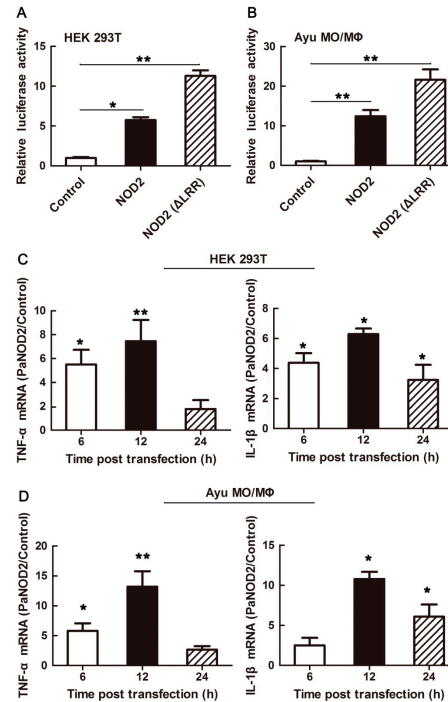 A
HEK 293T
Relative luciferase activity
15
10
5
0
**
*
Control
NOD2
NOD2 (ΔLRR)
B
Ayu MO/MΦ
Relative luciferase activity
30
20
10
0
**
**
Control
NOD2
NOD2 (ΔLRR)
C
HEK 293T
TNF-α mRNA (PaNOD2/Control)
10
8
6
4
2
0
*
**
6
12
24
Time post transfection (h)
IL-1β mRNA (PaNOD2/Control)
8
6
4
2
0
*
*
*
6
12
24
Time post transfection (h)
D
Ayu MO/MΦ
TNF-α mRNA (PaNOD2/Control)
20
15
10
5
0
*
**
6
12
24
Time post transfection (h)
IL-1β mRNA (PaNOD2/Control)
15
10
5
0
*
*
6
12
24
Time post transfection (h)